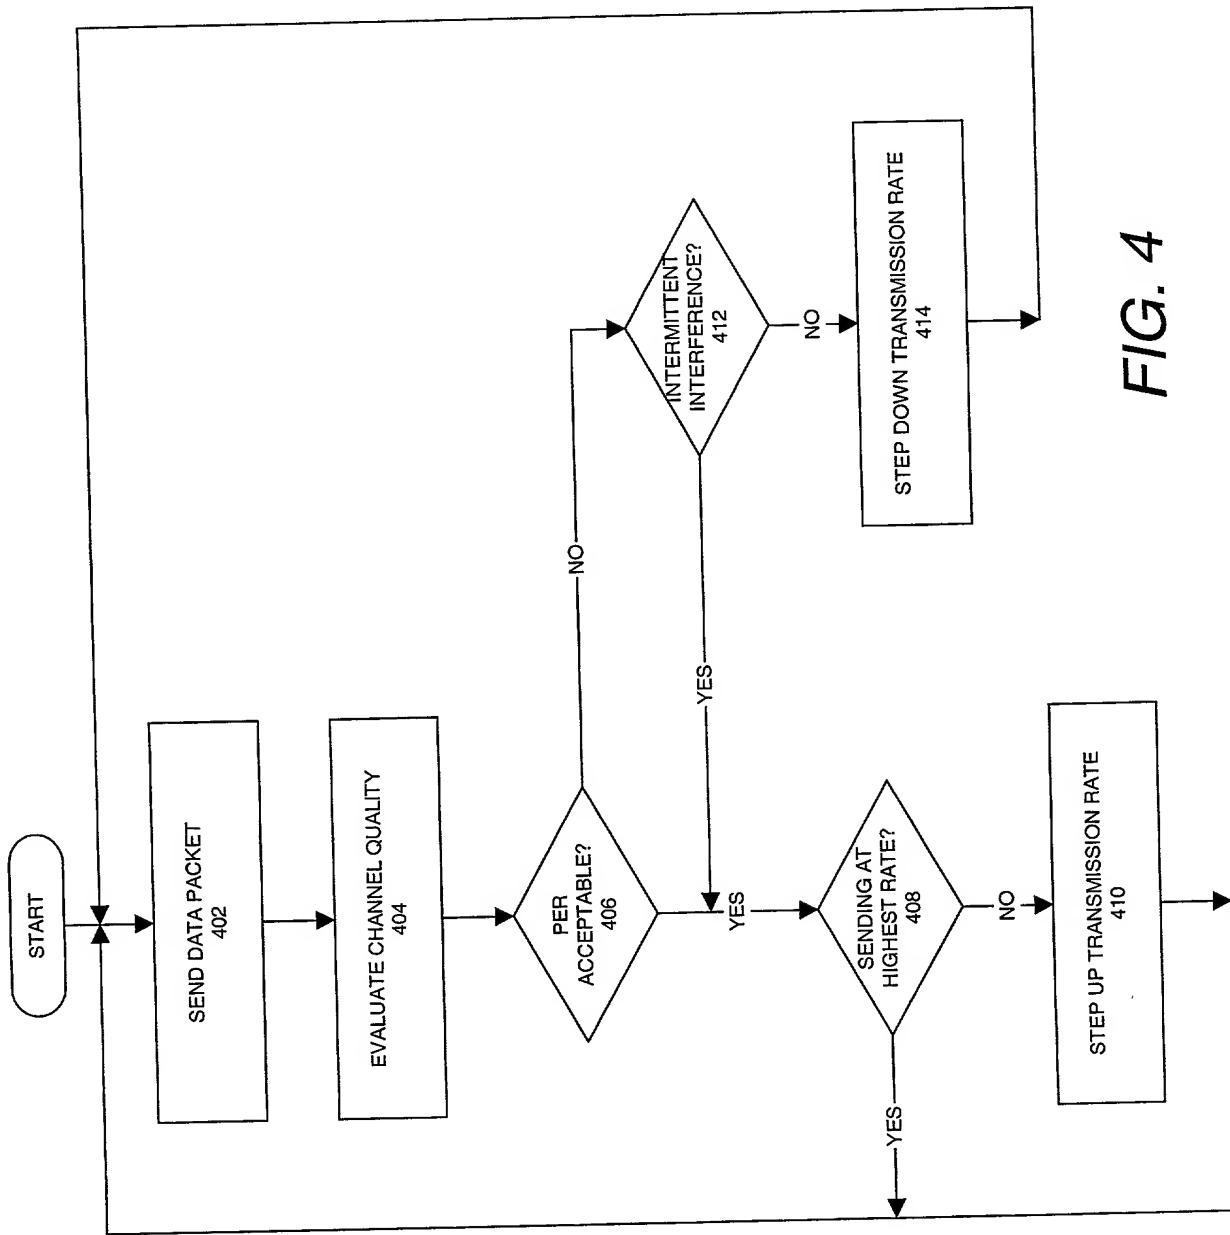 START
SEND DATA PACKET
402
EVALUATE CHANNEL QUALITY
404
PER
ACCEPTABLE?
406
NO
YES
INTERMITTENT
INTERFERENCE?
412
YES
NO
STEP DOWN TRANSMISSION RATE
414
SENDING AT
HIGHEST RATE?
408
YES
NO
STEP UP TRANSMISSION RATE
410
FIG. 4